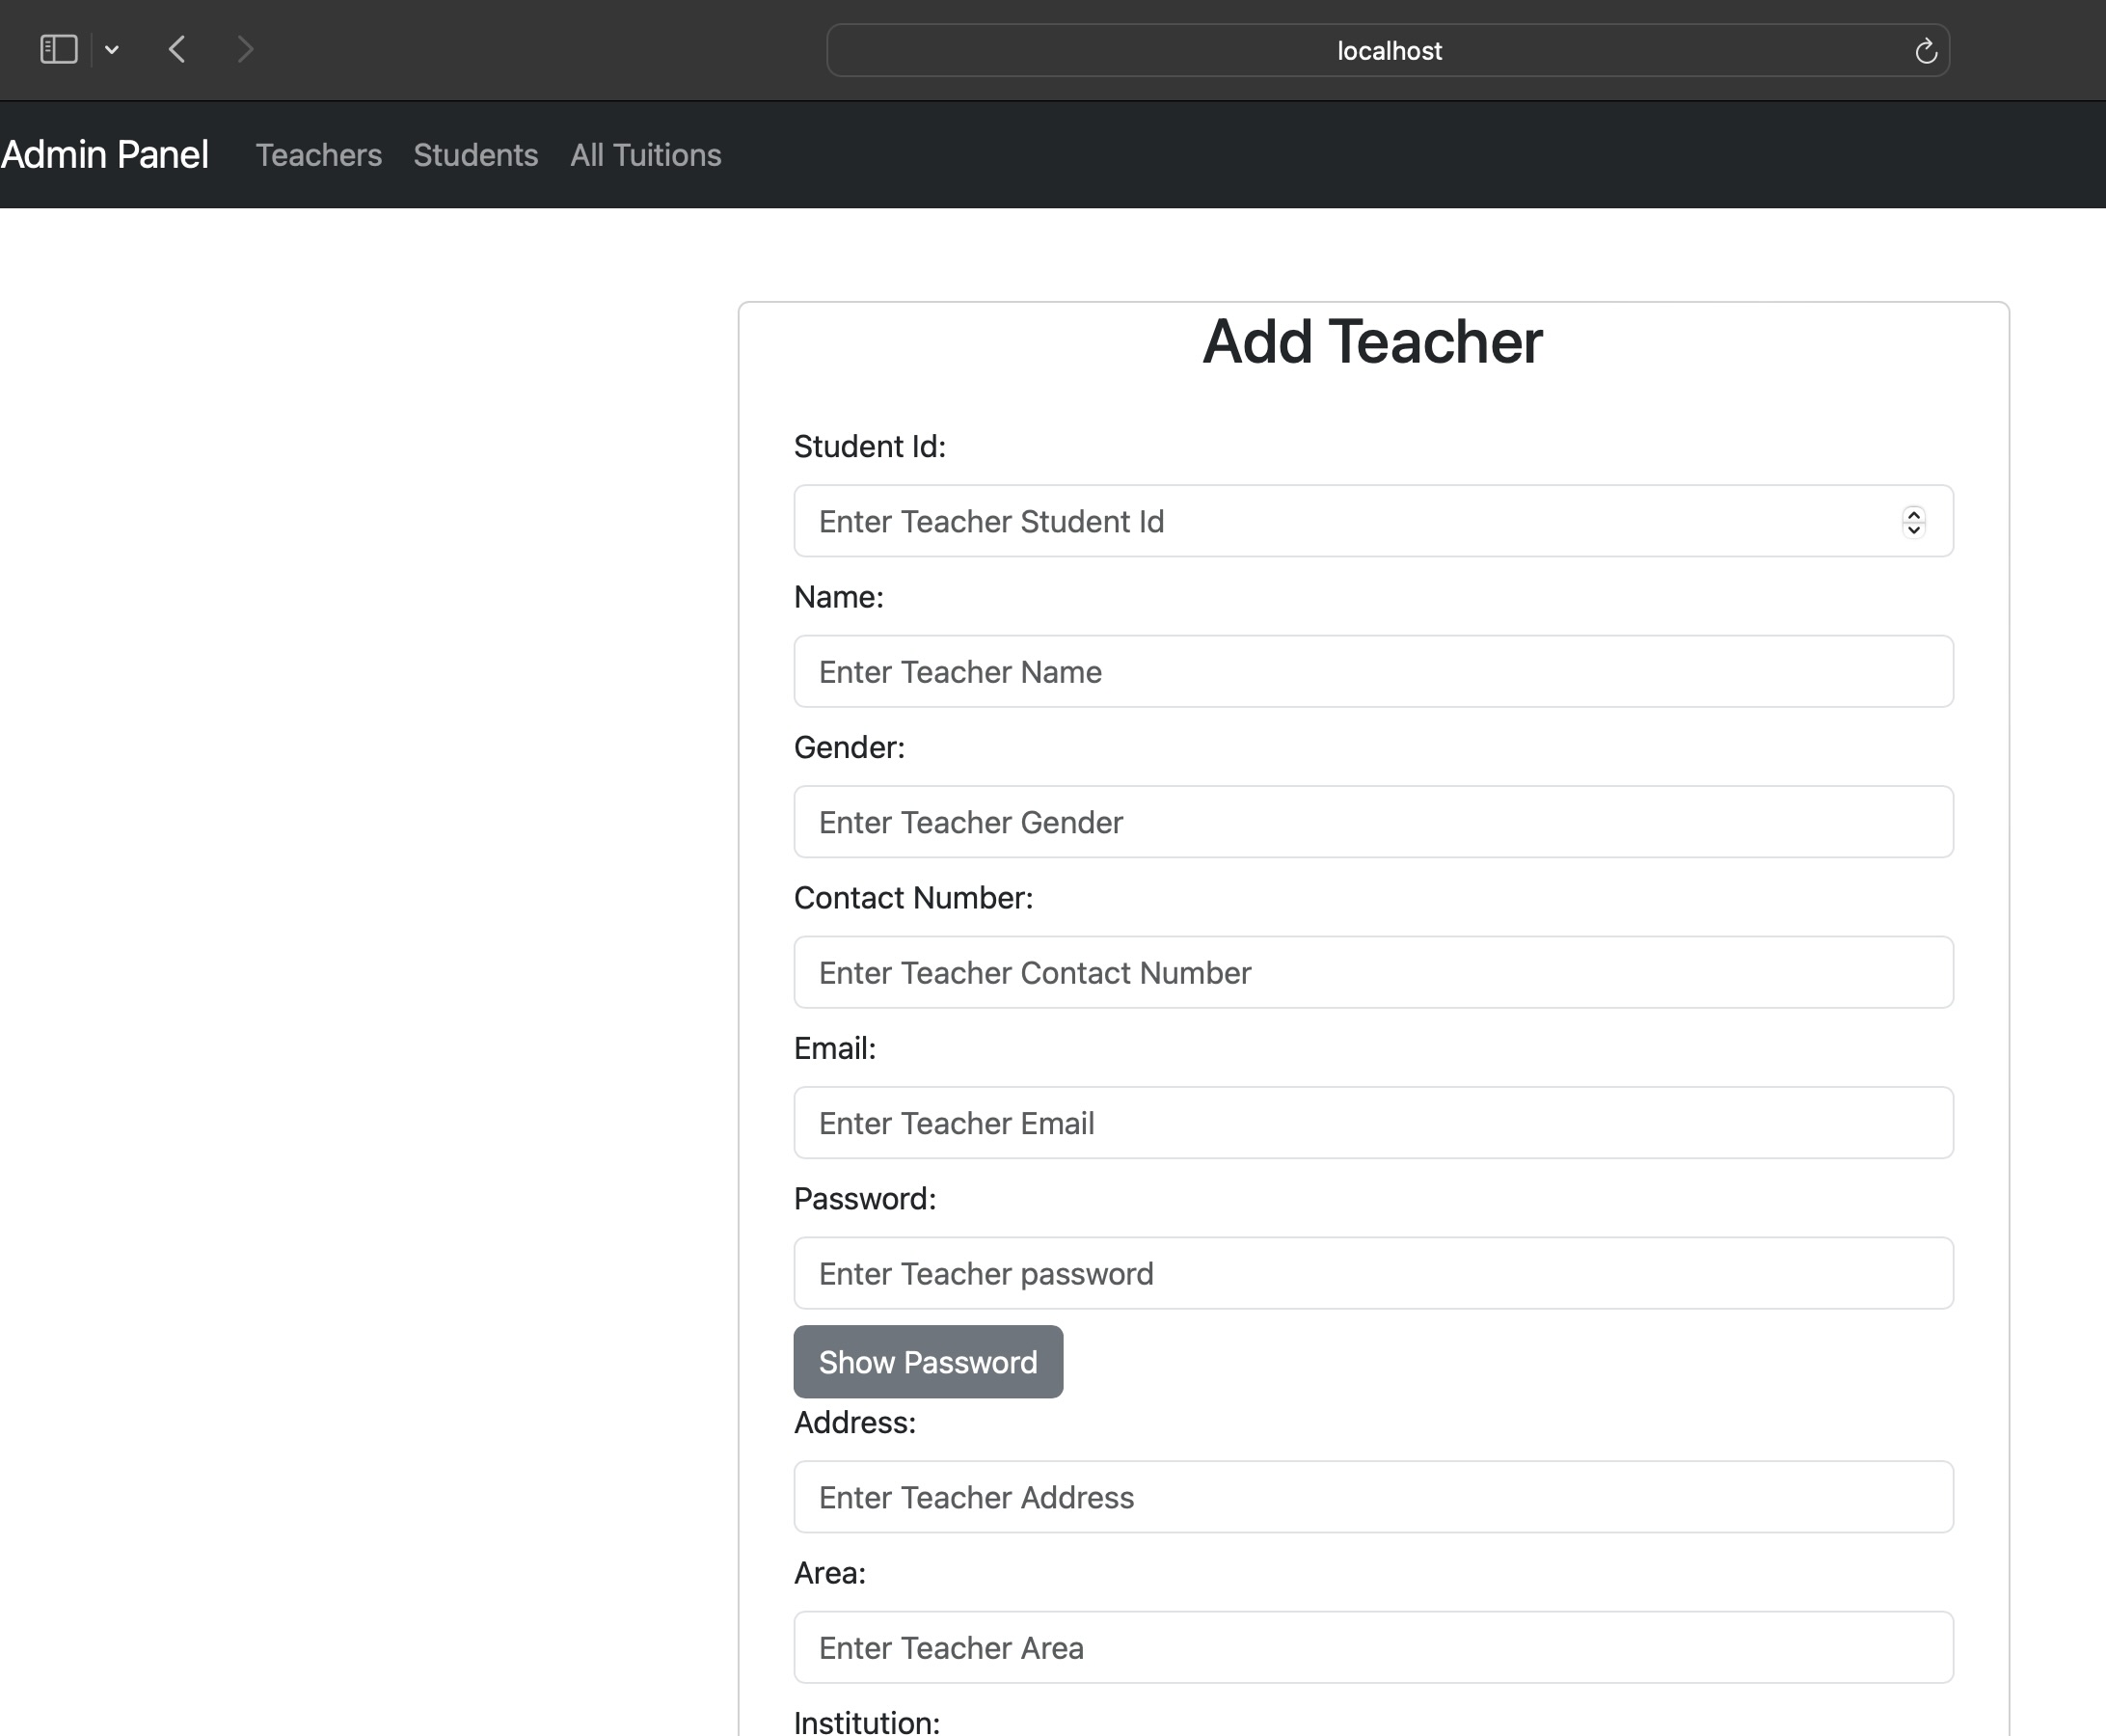 localhost
Admin Panel Teachers Students All Tuitions
Add Teacher
Student Id:
Enter Teacher Student Id
Name:
Enter Teacher Name
Gender:
Enter Teacher Gender
Contact Number:
Enter Teacher Contact Number
Email:
Enter Teacher Email
Password:
Enter Teacher password
Show Password
Address:
Enter Teacher Address
Area:
Enter Teacher Area
Institution: